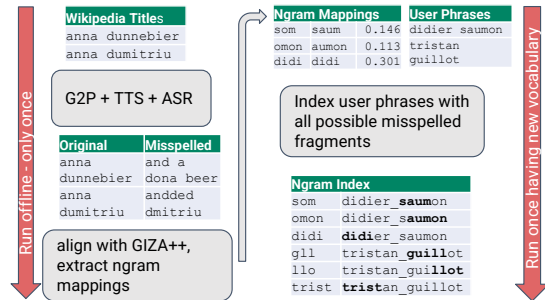 Run offline - only once
Wikipedia Titles
anna dunnebier
anna dumitriu
G2P + TTS + ASR
Original Misspelled
anna and a
dunnebier dona beer
anna andded
dumitriu dmitriu
align with GIZA++,
extract ngram
mappings
Ngram Mappings User Phrases
som saum 0.146 didier saumon
omon aumon 0.113 tristan
didi didi 0.301 guillot
Index user phrases with
all possible misspelled
fragments
Ngram Index
som didier_saumon
omon didier_saumon
didi didier_saumon
gll tristan_guillot
llo tristan_guillot
trist tristan_guillot
Run once having new vocabulary